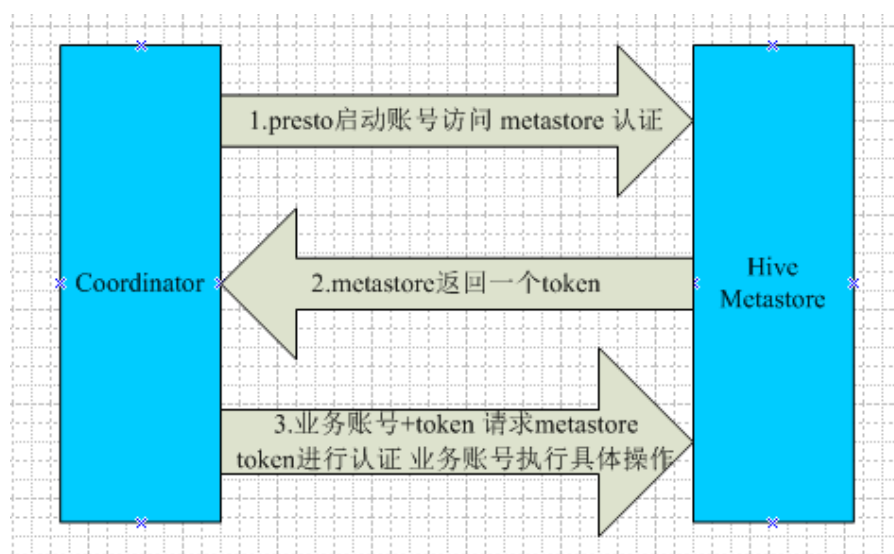 1.presto启动账号访问 metastore 认证
Coordinator
2.metastore返回一个token
Hive
Metastore
3.业务账号+token 请求metastore
token进行认证 业务账号执行具体操作